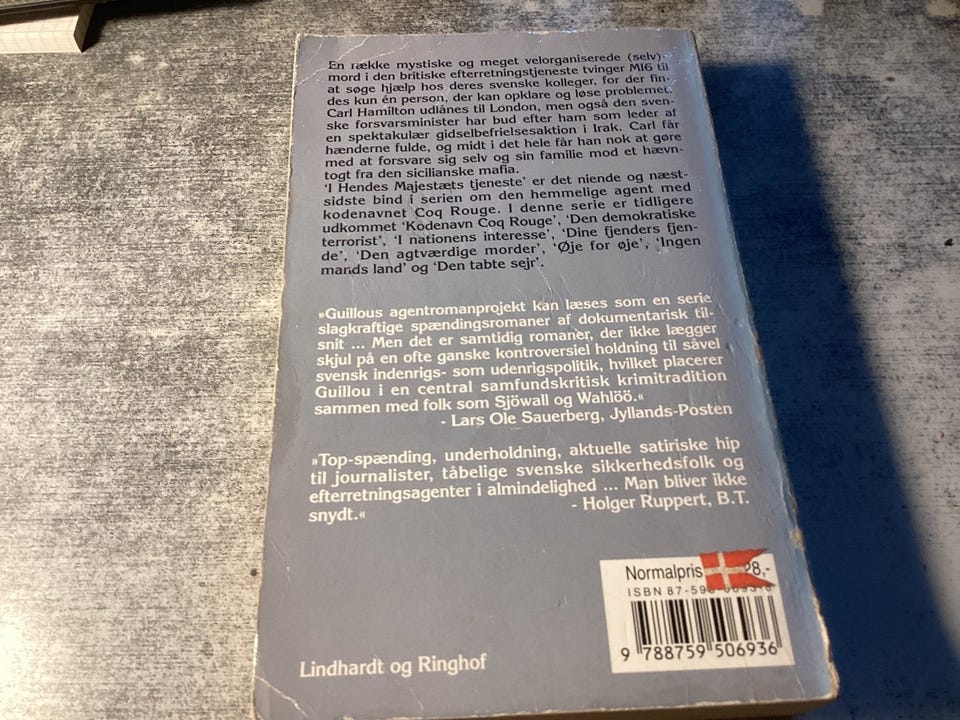 En række mystiske og meget velorganiserede (selv)-
mord i den britiske efterretningstjeneste tvinger MI6 til
at søge hjælp hos deres svenske kolleger, for der fin-
des kun én person, der kan opklare og løse problemet.
Carl Hamilton udlånes til London, men også den sven-
ske forsvarsminister har bud efter ham som leder af
en spektakulær gidselbefrielsesaktion i Irak. Carl får
hænderne fulde, og midt i det hele får han nok at gøre
med at forsvare sig selv og sin familie mod et hævn-
togt fra den sicilianske mafia.
'I Hendes Majestæts tjeneste' er det niende og næst-
sidste bind i serien om den hemmelige agent med
kodenavnet Coq Rouge. I denne serie er tidligere
udkommet 'Kodenavn Coq Rouge', 'Den demokratiske
terrorist', 'I nationens interesse', 'Dine fjenders fjen-
de', 'Den agtværdige morder', 'Øje for øje', 'Ingen
mands land' og 'Den tabte sejr'.
»Guillous agentromanprojekt kan læses som en serie
slagkraftige spændingsromaner af dokumentarisk til-
snit ... Men det er samtidig romaner, der ikke lægger
skjul på en ofte ganske kontroversiel holdning til såvel
svensk indenrigs- som udenrigspolitik, hvilket placerer
Guillou i en central samfundskritisk krimitradition
sammen med folk som Sjöwall og Wahlöö.«
- Lars Ole Sauerberg, Jyllands-Posten
»Top-spænding, underholdning, aktuelle satiriske hip
til journalister, tåbelige svenske sikkerhedsfolk og
efterretningsagenter i almindelighed ... Man bliver ikke
snydt.« - Holger Ruppert, B.T.
Normalpris 28,-
ISBN 87-59
9 788759 506936
Lindhardt og Ringhof